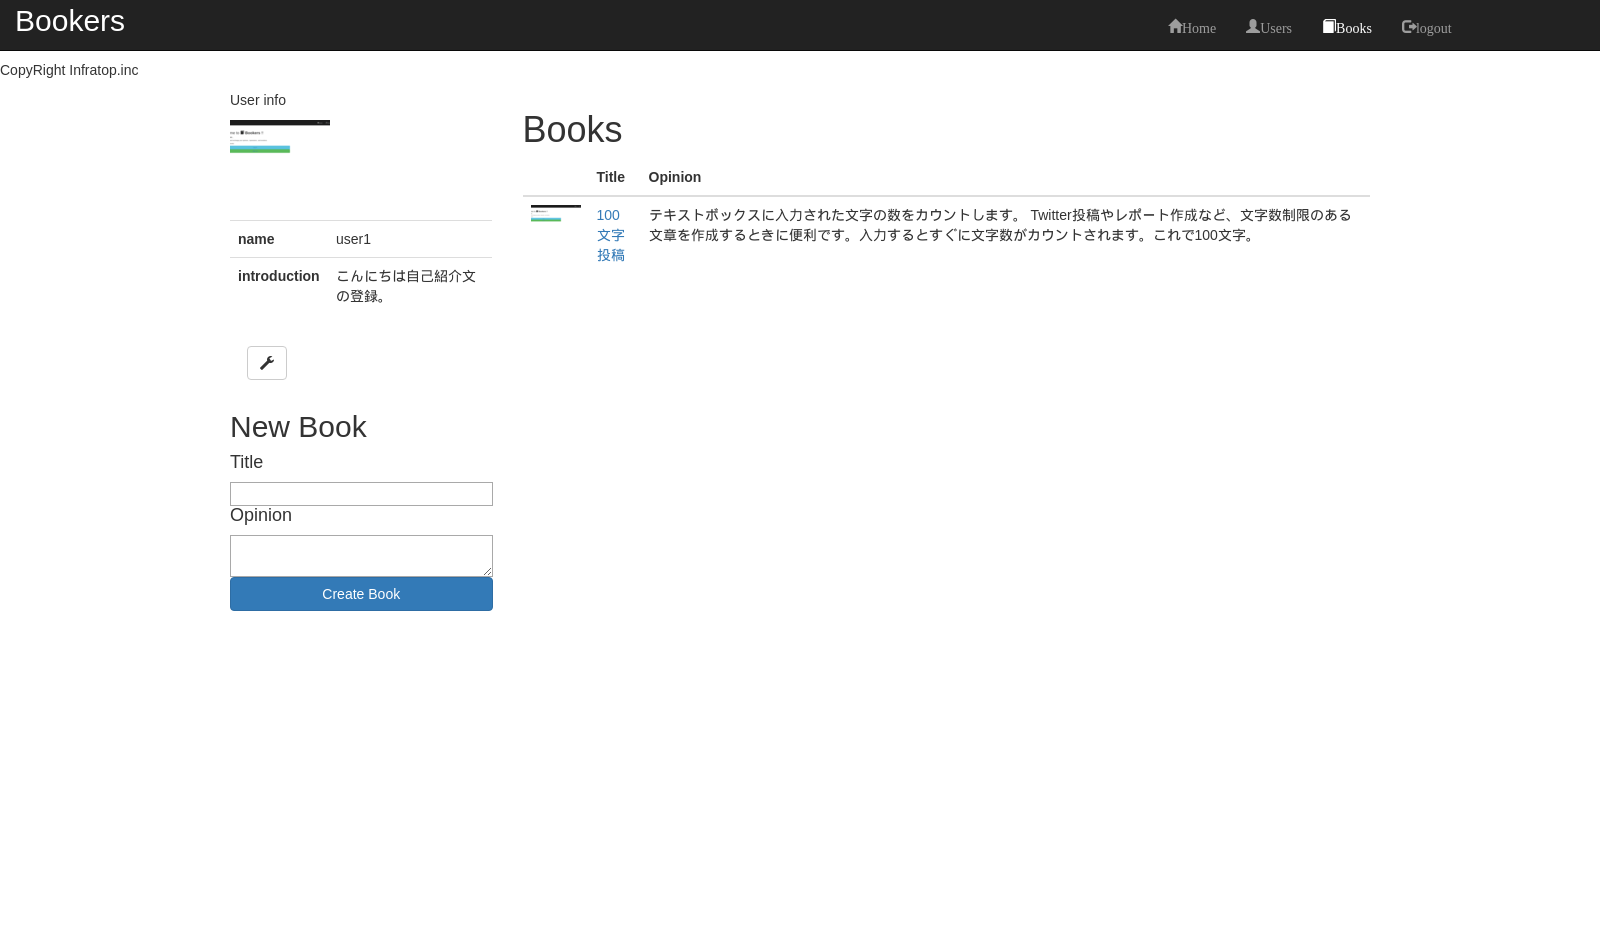 Bookers
Home Users Books logout
CopyRight Infratop.inc
User info
name user1
introduction こんにちは自己紹介文
の登録。
New Book
Title
Opinion
Create Book
Books
Title Opinion
100 テキストボックスに入力された文字の数をカウントします。 Twitter投稿やレポート作成など、文字数制限のある
文字 文章を作成するときに便利です。入力するとすぐに文字数がカウントされます。これで100文字。
投稿